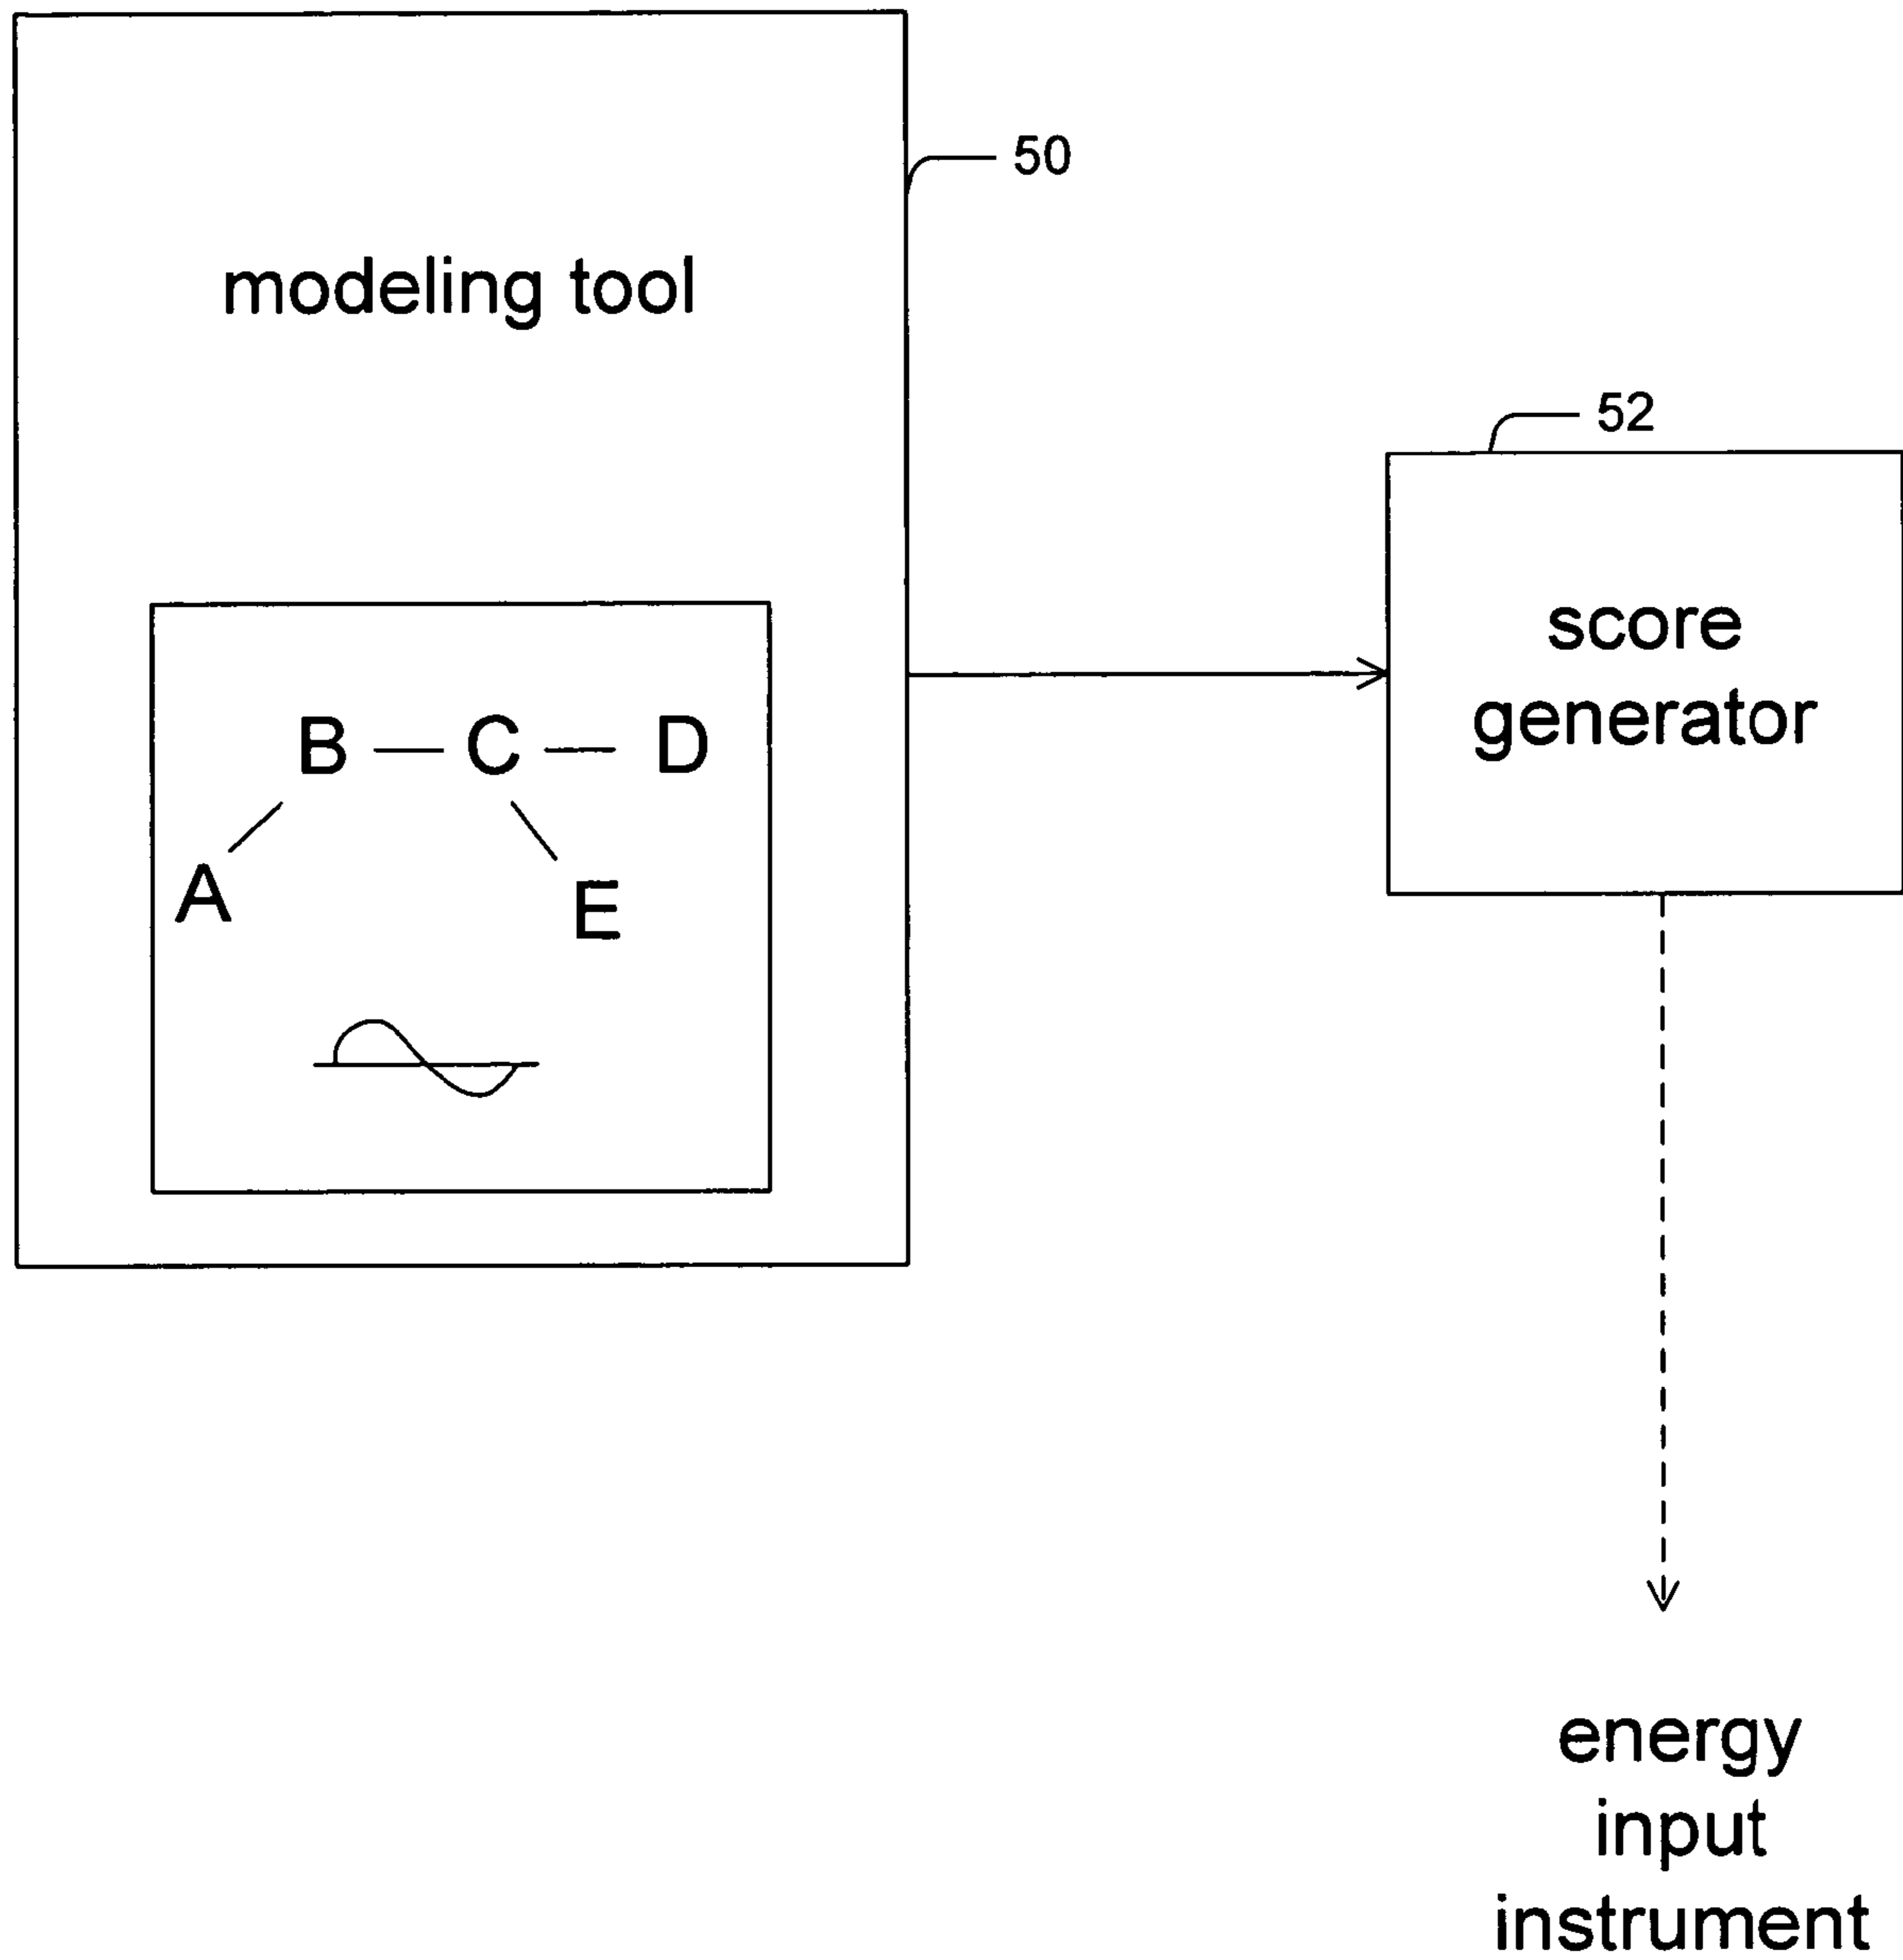 50
modeling tool
52
score
generator
B — C — D
A
E
energy
input
instrument